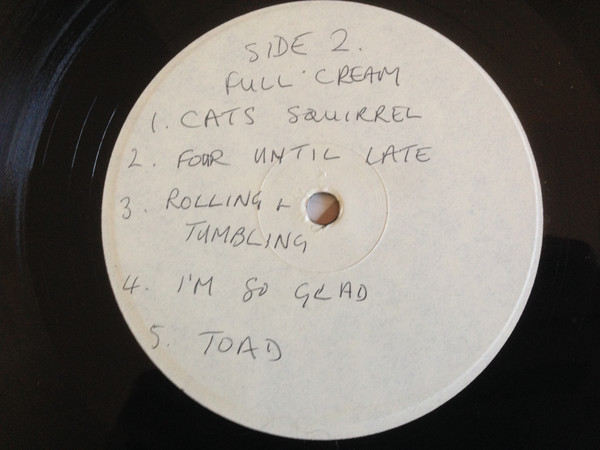 SIDE 2.
FULL CREAM
1. CATS SQUIRREL
2. FOUR UNTIL LATE
3. ROLLING +
TUMBLING
4. I'M SO GLAD
5. TOAD